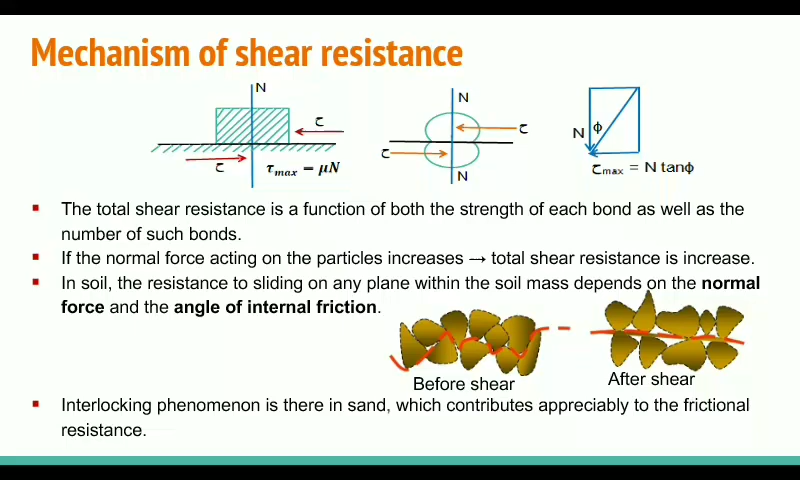 Mechanism of shear resistance
N
τ
τ
τmax = μN
N
τ
τ
N
N
ϕ
τmax = N tanϕ
The total shear resistance is a function of both the strength of each bond as well as the
number of such bonds.
If the normal force acting on the particles increases → total shear resistance is increase.
In soil, the resistance to sliding on any plane within the soil mass depends on the normal
force and the angle of internal friction.
Before shear
After shear
Interlocking phenomenon is there in sand, which contributes appreciably to the frictional
resistance.